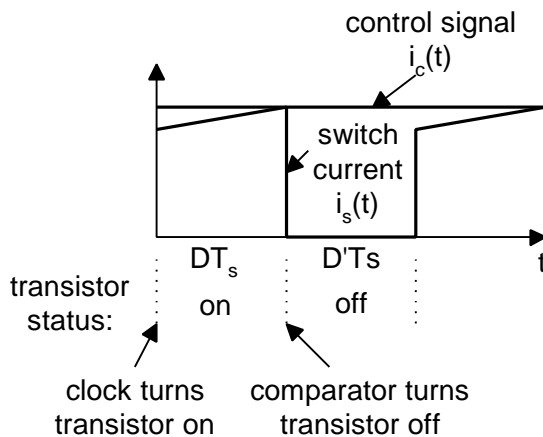 control signal
i_c(t)
switch
current
i_s(t)
t
DT_s
D'Ts
transistor
status:
on
off
clock turns
transistor on
comparator turns
transistor off